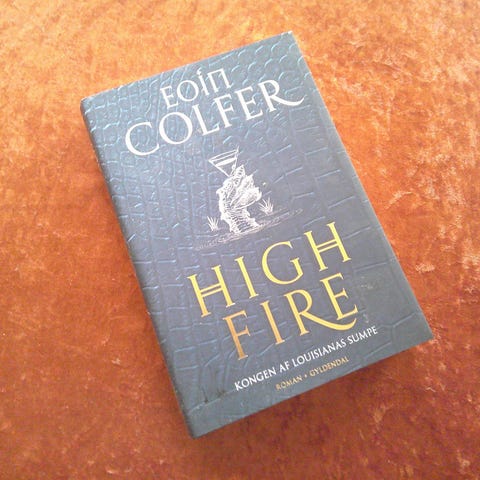 EOIN
COLFER
HIGH
FIRE
KONGEN AF LOUISIANAS SUMPE
ROMAN • GYLDENDAL